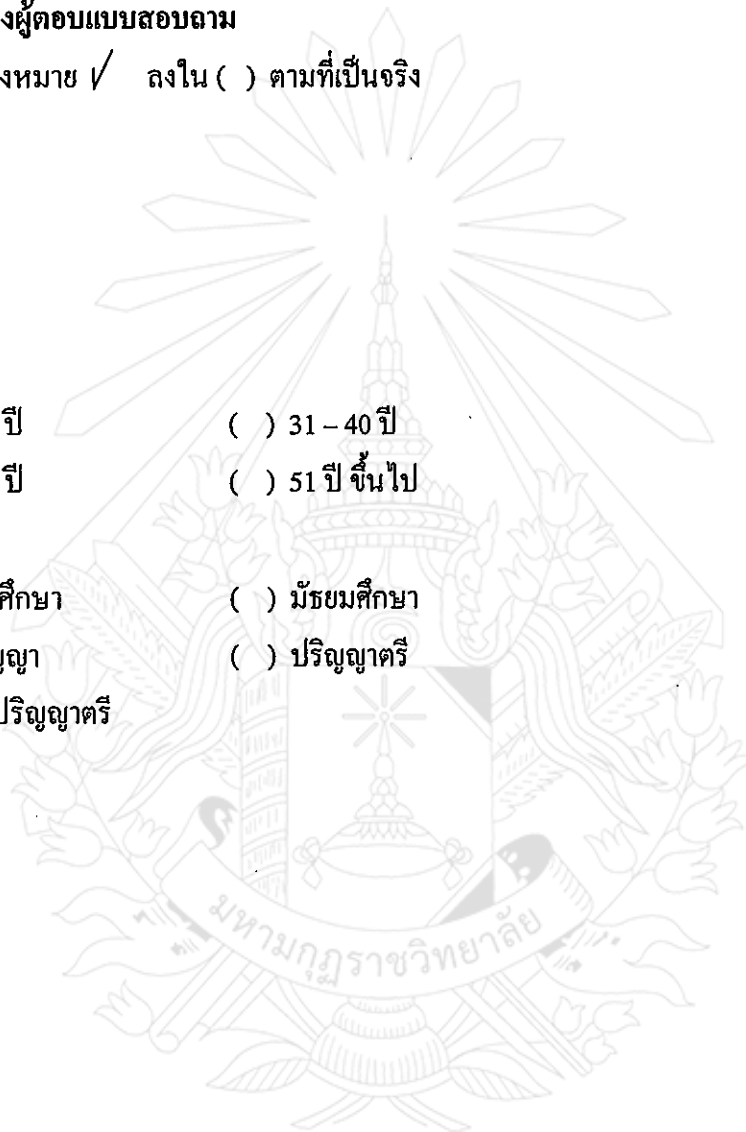 งผู้ตอบแบบสอบถาม
งหมาย √ ลงใน ( ) ตามที่เป็นจริง
ปี ( ) 31 – 40 ปี
ปี ( ) 51 ปี ขึ้นไป
ศึกษา ( ) มัธยมศึกษา
ญญา ( ) ปริญญาตรี
ปริญญาตรี
มหามกุฏราชวิทยาลัย